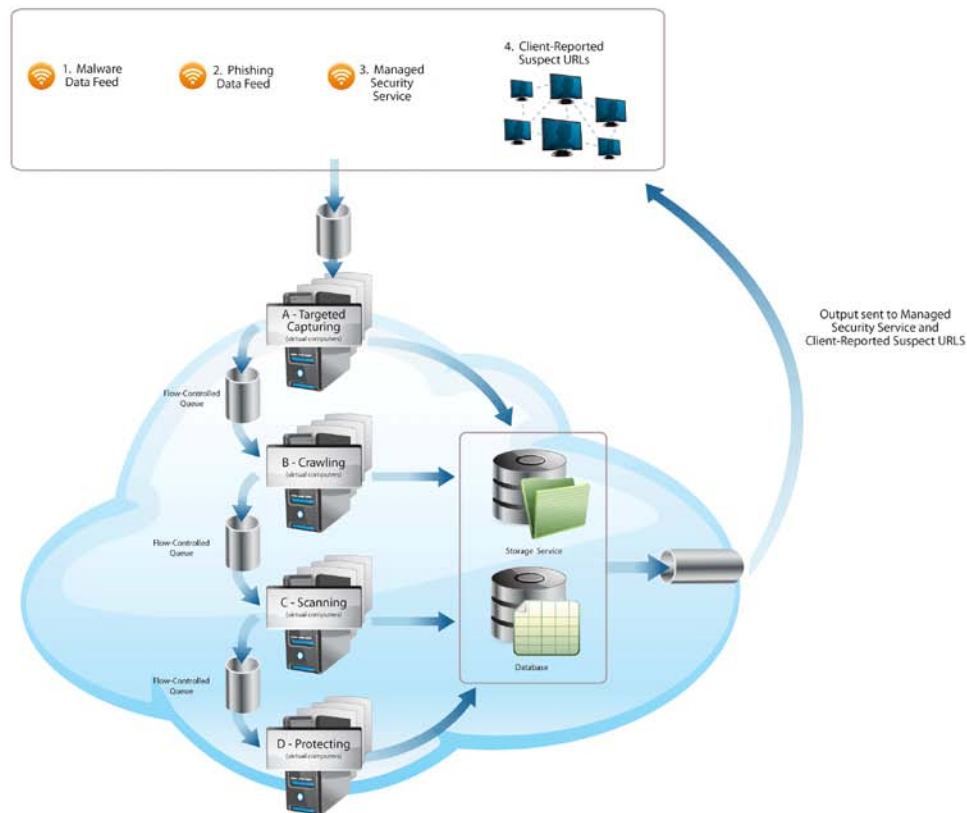 1. Malware
Data Feed
2. Phishing
Data Feed
3. Managed
Security
Service
4. Client-Reported
Suspect URLs
A - Targeted
Capturing
(virtual computers)
Flow-Controlled
Queue
B - Crawling
(virtual computers)
Flow-Controlled
Queue
C - Scanning
(virtual computers)
Flow-Controlled
Queue
D - Protecting
(virtual computers)
Storage Service
Database
Output sent to Managed
Security Service and
Client-Reported Suspect URLS